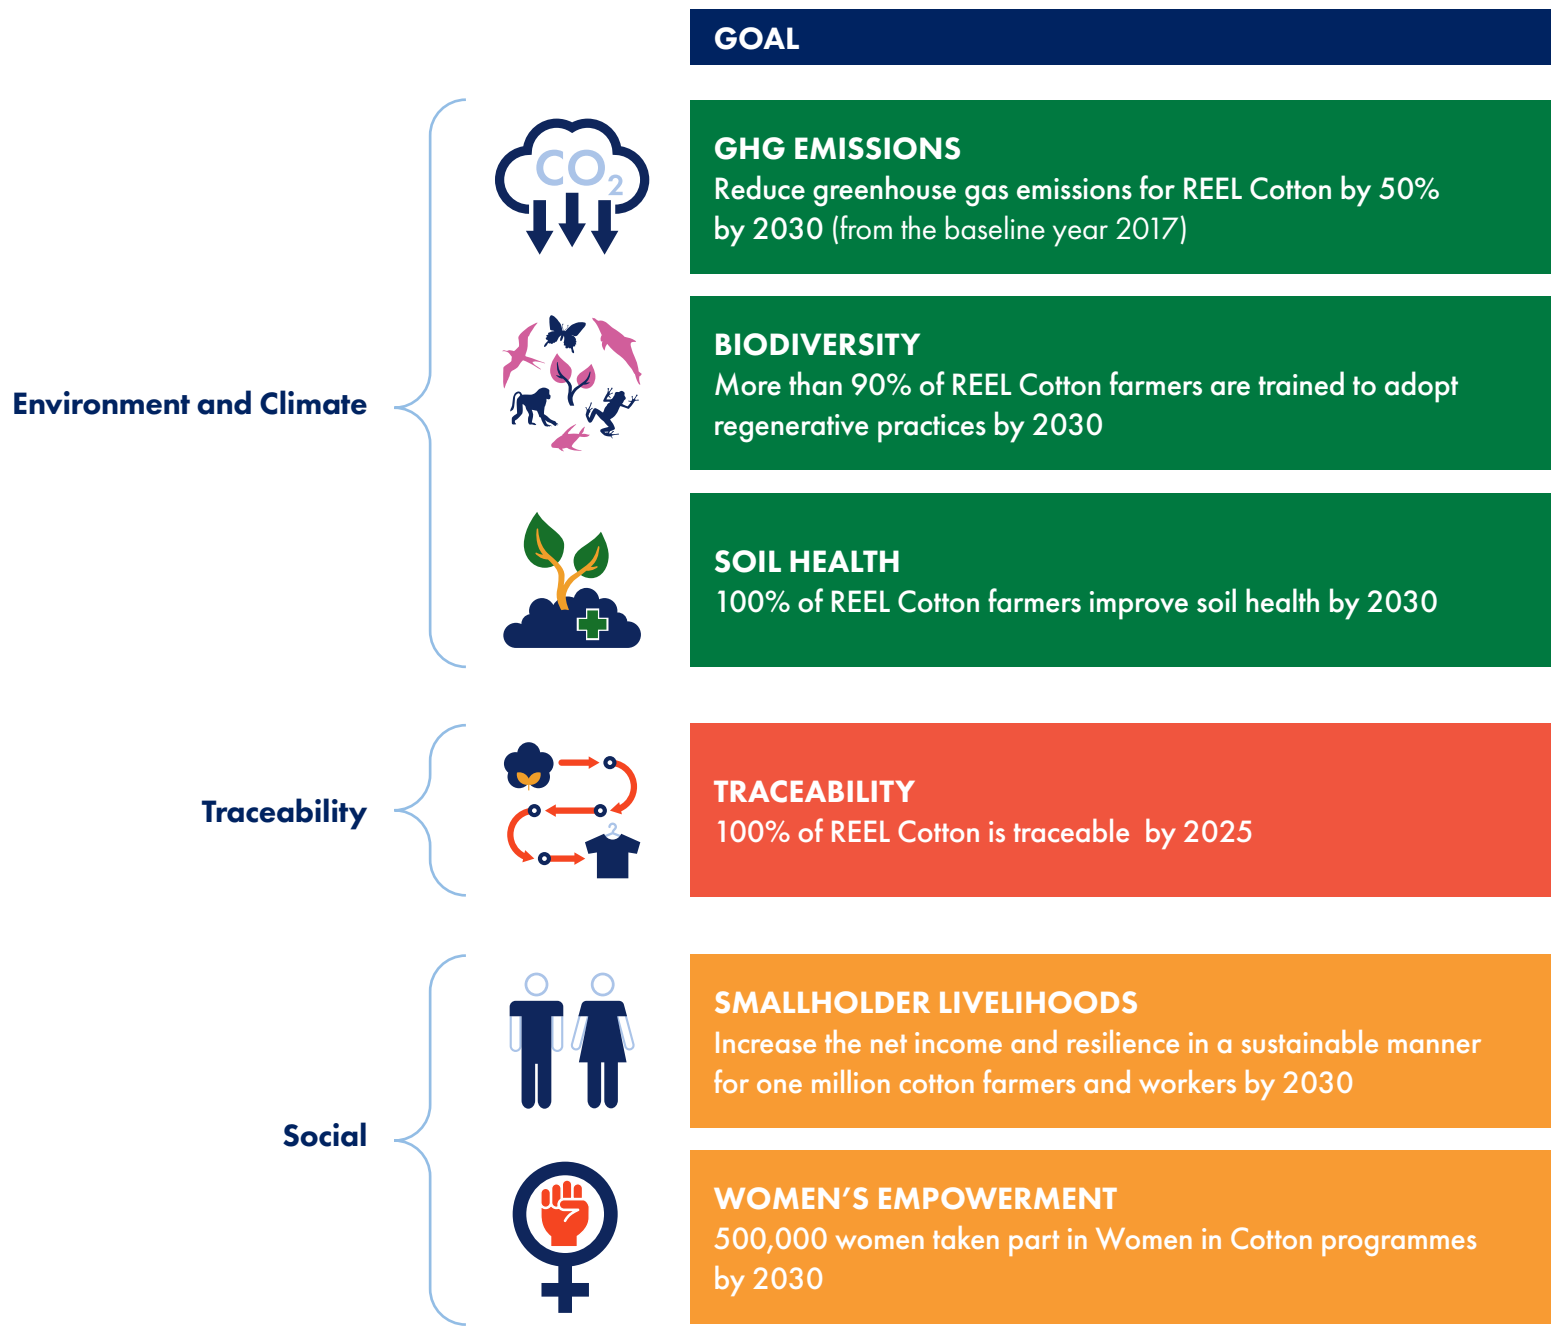 GOAL
Environment and Climate
CO2
GHG EMISSIONS
Reduce greenhouse gas emissions for REEL Cotton by 50%
by 2030 (from the baseline year 2017)
BIODIVERSITY
More than 90% of REEL Cotton farmers are trained to adopt
regenerative practices by 2030
SOIL HEALTH
100% of REEL Cotton farmers improve soil health by 2030
Traceability
TRACEABILITY
100% of REEL Cotton is traceable  by 2025
Social
SMALLHOLDER LIVELIHOODS
Increase the net income and resilience in a sustainable manner
for one million cotton farmers and workers by 2030
WOMEN’S EMPOWERMENT
500,000 women taken part in Women in Cotton programmes
by 2030